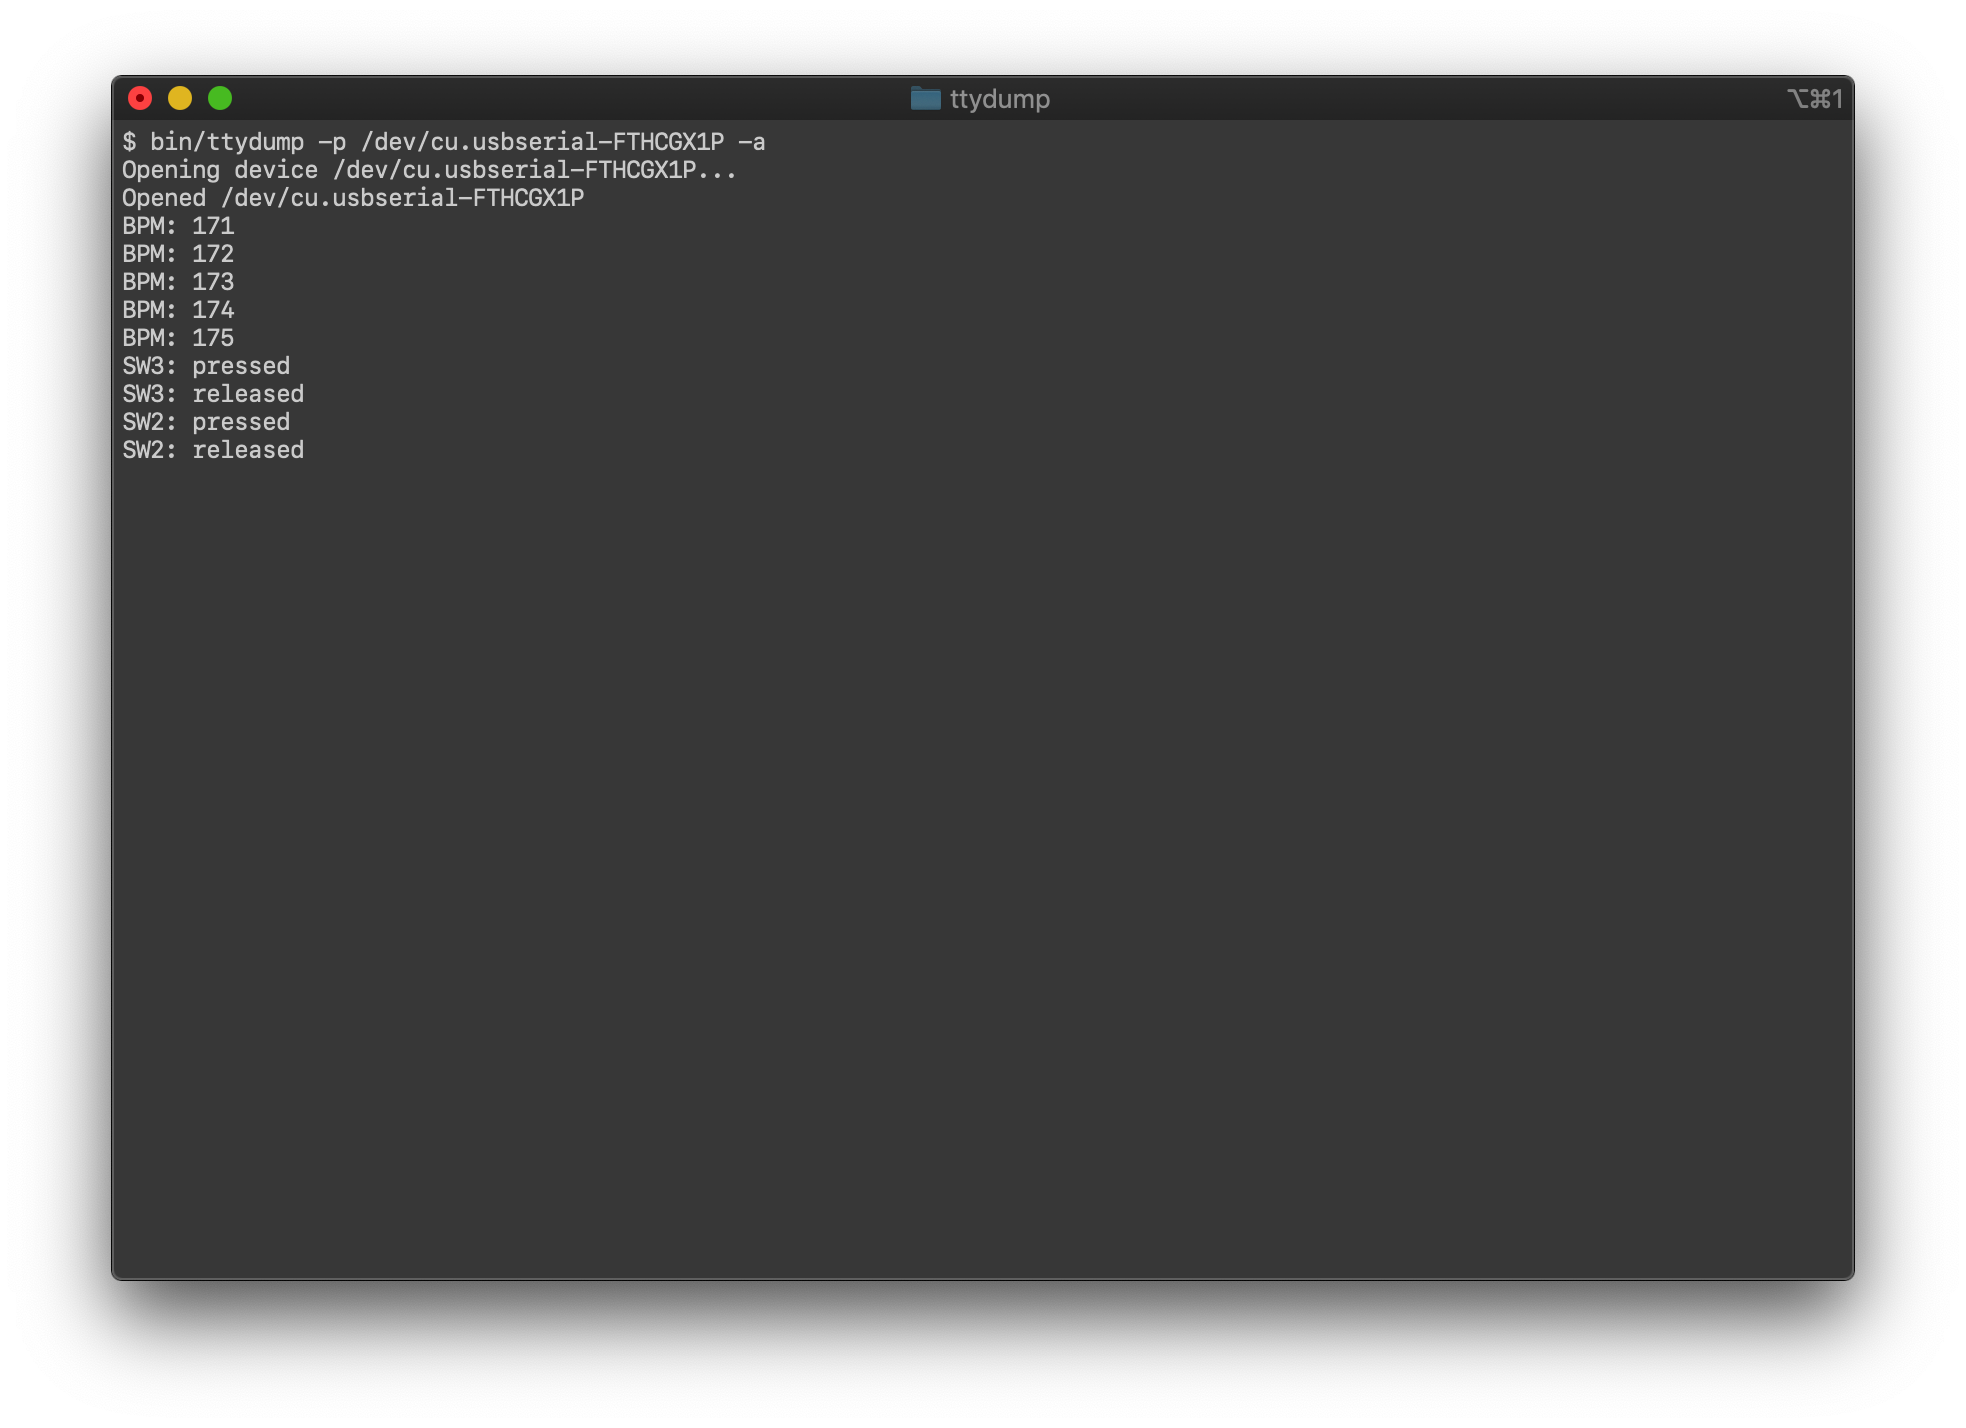 ttydump
⌥⌘1
$ bin/ttydump -p /dev/cu.usbserial-FTHCGX1P -a
Opening device /dev/cu.usbserial-FTHCGX1P...
Opened /dev/cu.usbserial-FTHCGX1P
BPM: 171
BPM: 172
BPM: 173
BPM: 174
BPM: 175
SW3: pressed
SW3: released
SW2: pressed
SW2: released